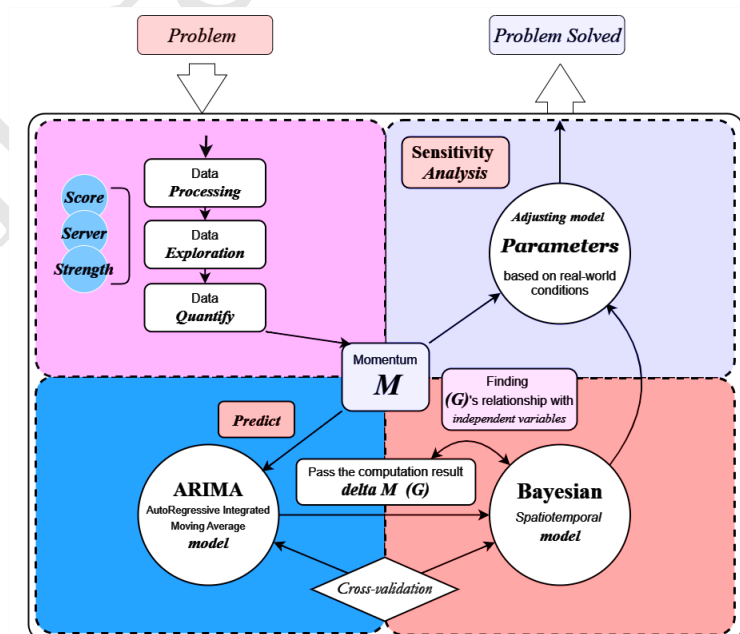 Problem
Problem Solved
Data
Processing
Score
Server
Strength
Data
Exploration
Data
Quantify
Sensitivity
Analysis
Adjusting model
Parameters
based on real-world
conditions
Momentum
M
Finding
(G)'s relationship with
independent variables
Predict
Pass the computation result
delta M (G)
ARIMA
AutoRegressive Integrated
Moving Average
model
Bayesian
Spatiotemporal
model
Cross-validation